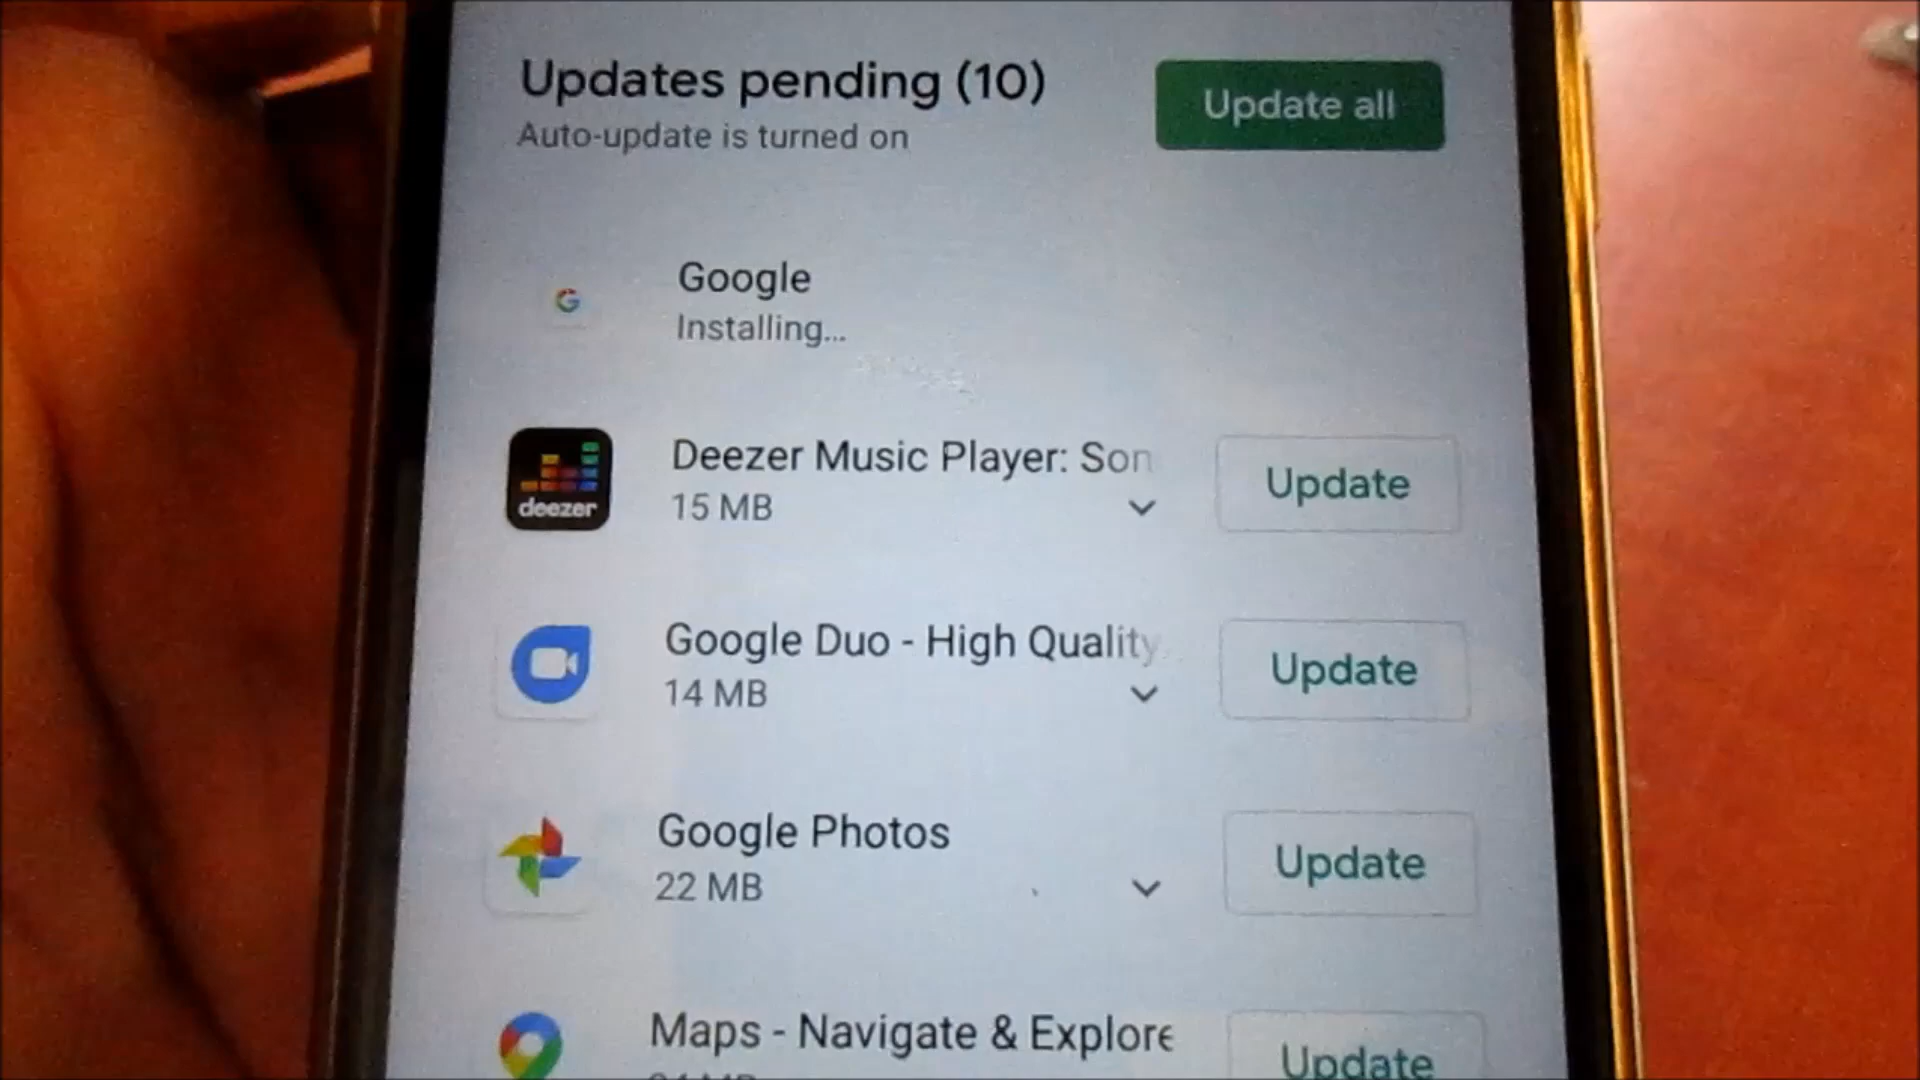 Updates pending (10)
Update all
Auto-update is turned on
Google
Installing...
deezer
Deezer Music Player: Son
15 MB
Update
Google Duo - High Quality
14 MB
Update
Google Photos
22 MB
Update
Maps - Navigate & Explore
Update